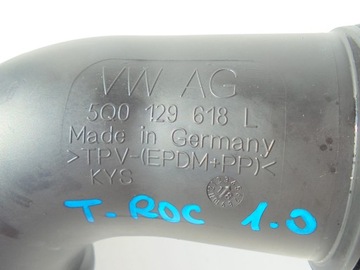 VW AG
5Q0 129 618 L
Made in Germany
>TPV-(EPDM+PP)<
KYS
T-ROC 1.0